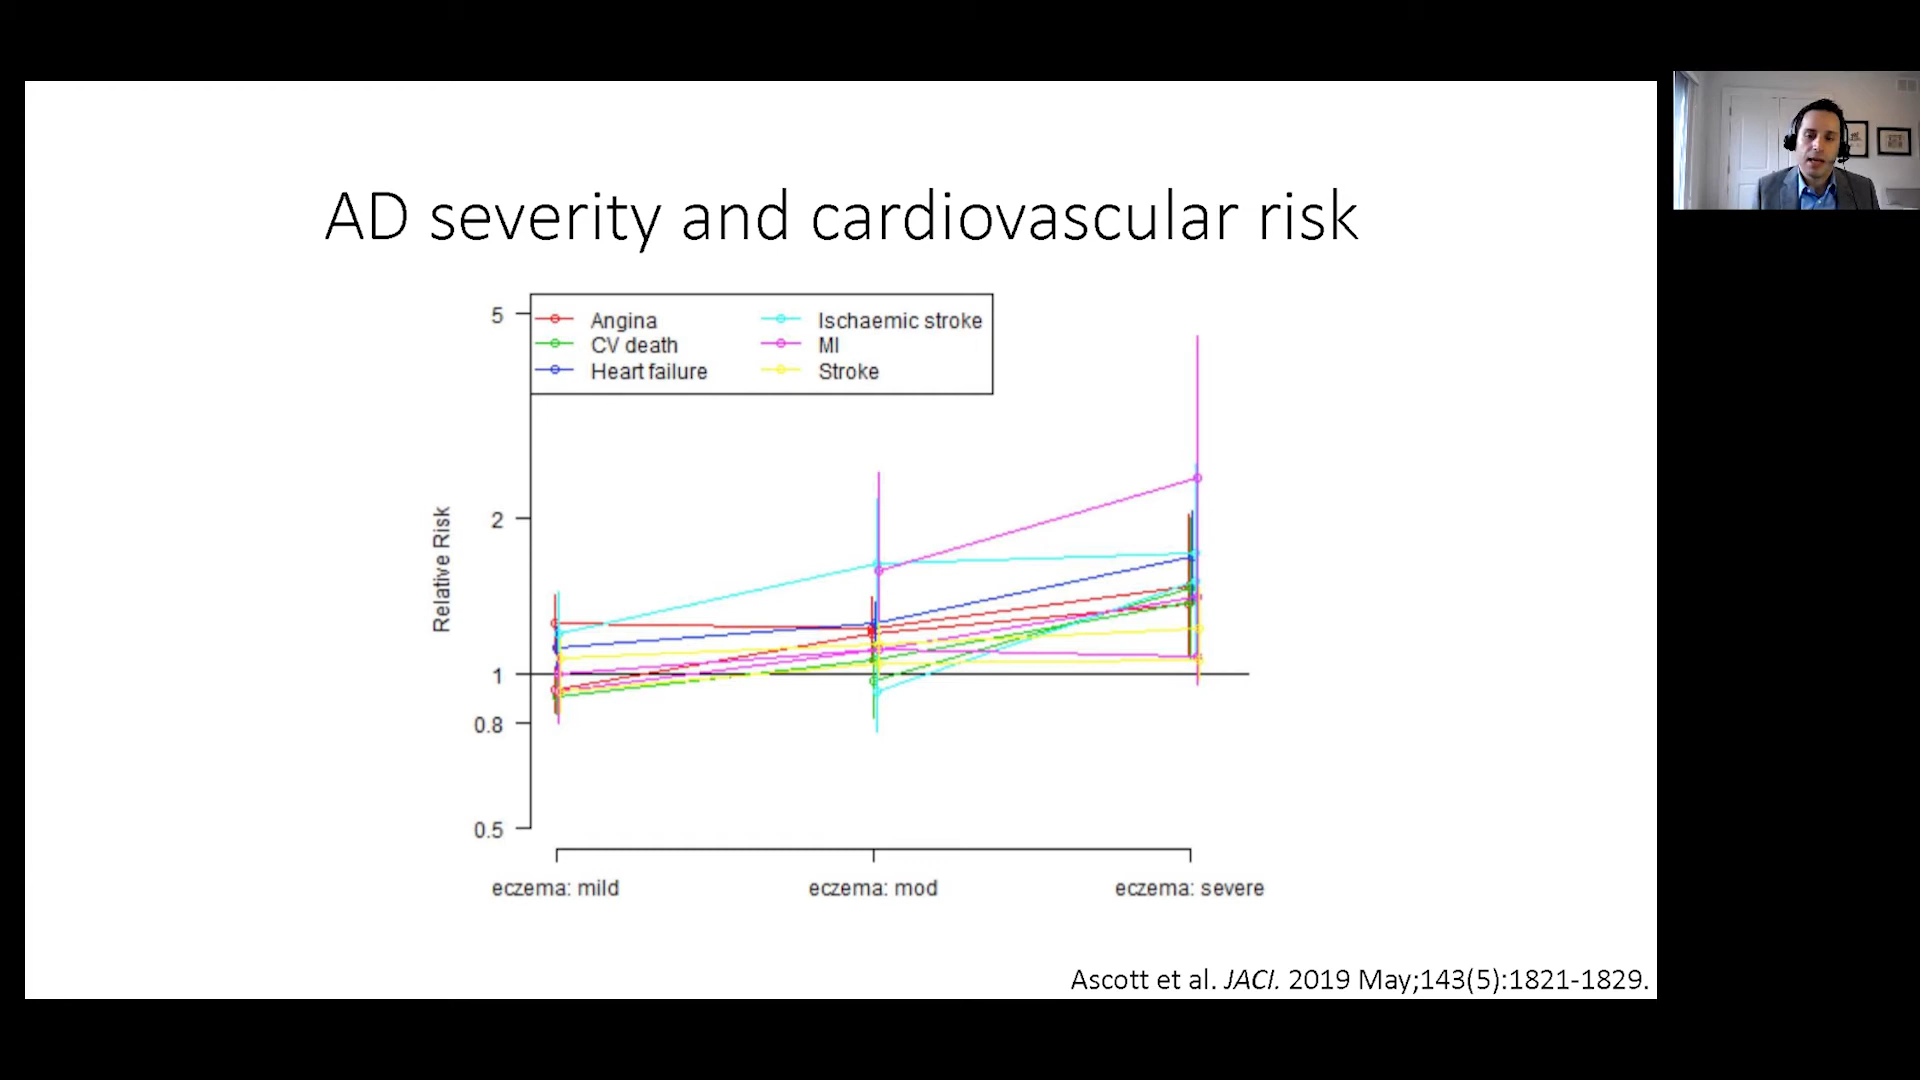 AD severity and cardiovascular risk
5
Angina
Ischaemic stroke
CV death
MI
Heart failure
Stroke
Relative Risk
2
1
0.8
0.5
eczema: mild
eczema: mod
eczema: severe
Ascott et al. JACI. 2019 May;143(5):1821-1829.